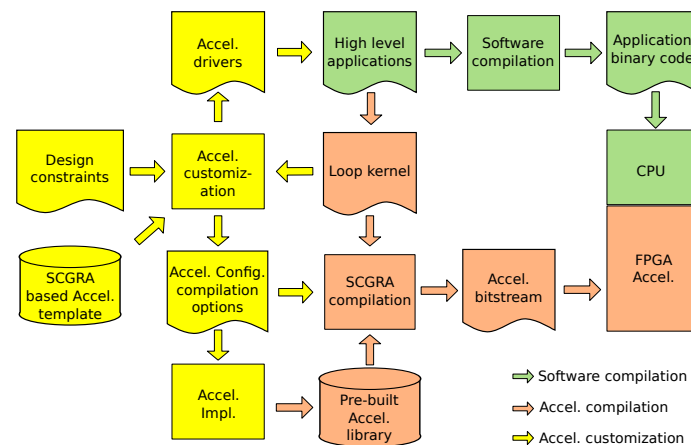 Accel.
drivers
High level
applications
Software
compilation
Application
binary code
Design
constraints
Accel.
customiz-
ation
Loop kernel
CPU
SCGRA
based Accel.
template
Accel. Config.
compilation
options
SCGRA
compilation
Accel.
bitstream
FPGA
Accel.
Accel.
Impl.
Pre-built
Accel.
library
Software compilation
Accel. compilation
Accel. customization